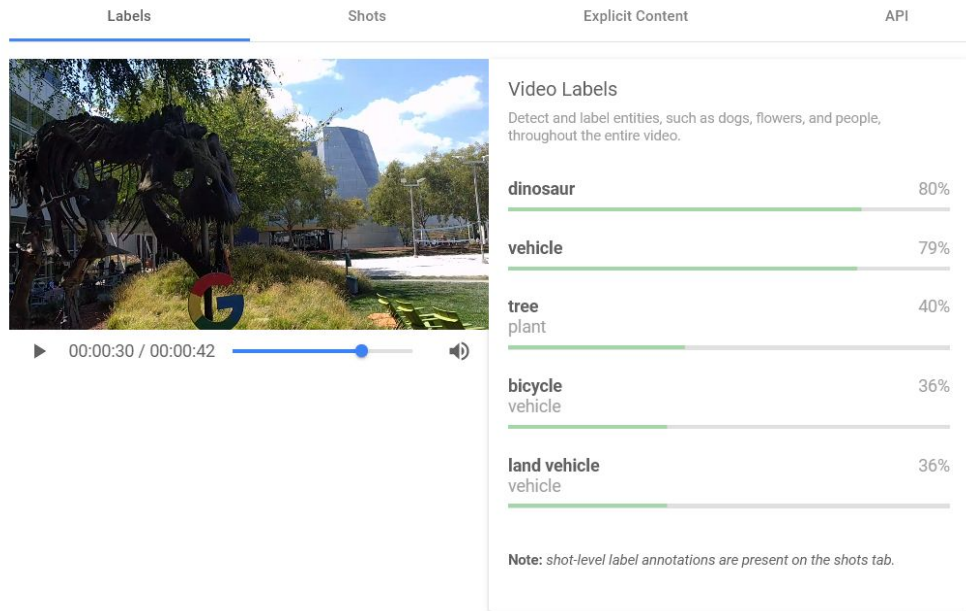 Labels
Shots
Explicit Content
API
Video Labels
Detect and label entities, such as dogs, flowers, and people,
throughout the entire video.
dinosaur 80%
vehicle 79%
tree 40%
plant
bicycle 36%
vehicle
land vehicle 36%
vehicle
Note: shot-level label annotations are present on the shots tab.
G
00:00:30 / 00:00:42